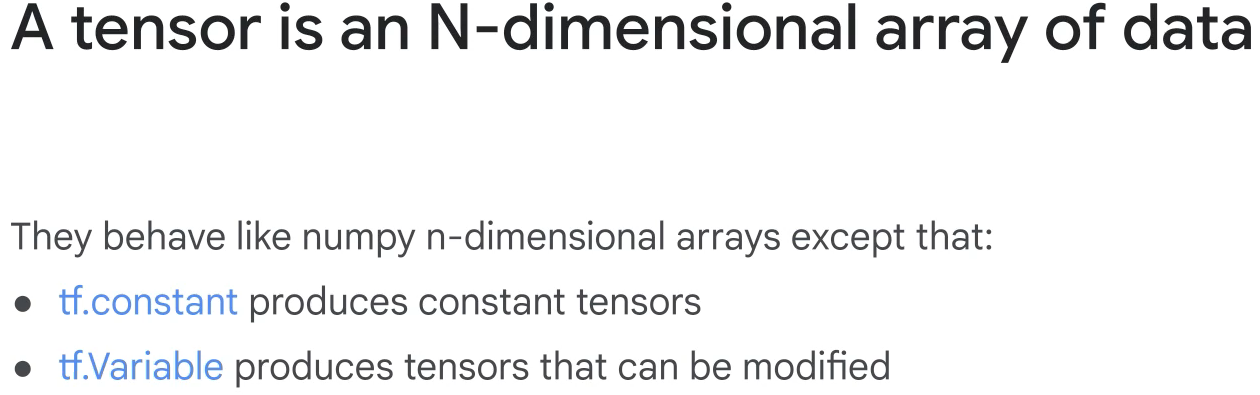 A tensor is an N-dimensional array of data
They behave like numpy n-dimensional arrays except that:
● tf.constant produces constant tensors
● tf.Variable produces tensors that can be modified